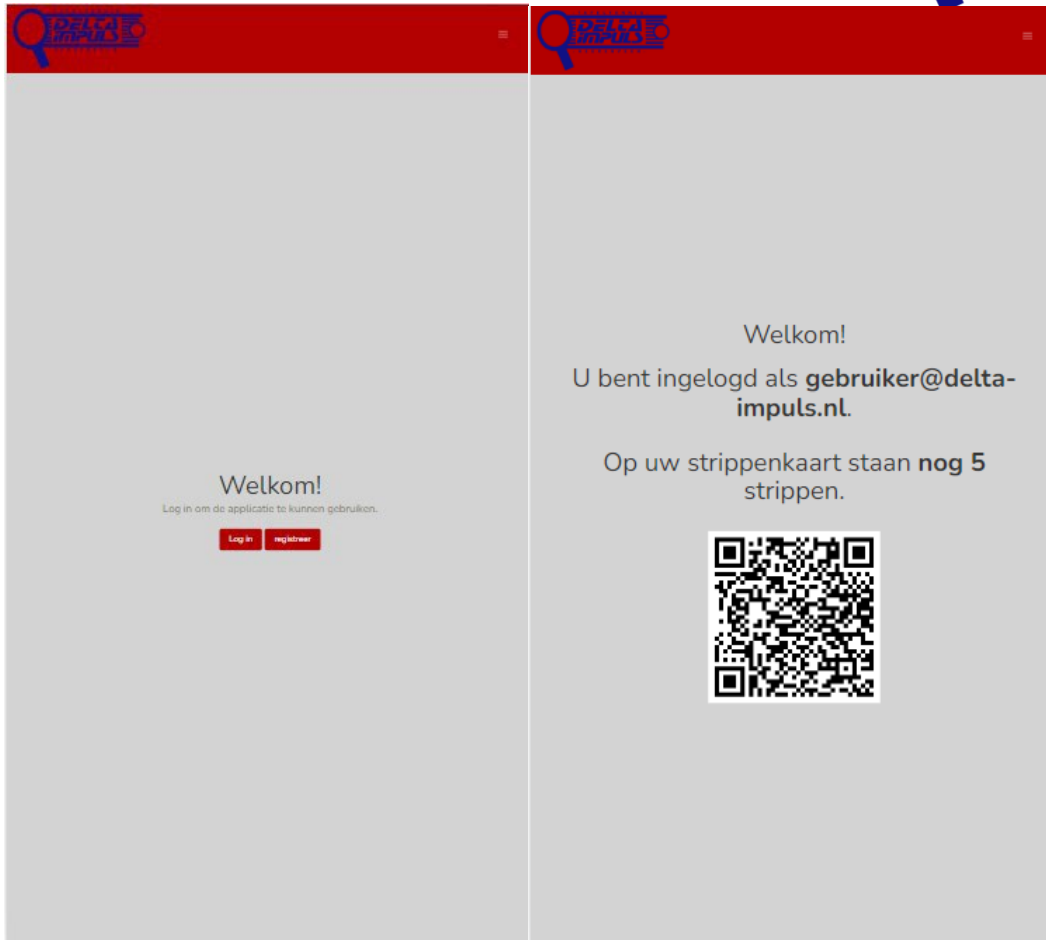 DELTA
IMPULS
Welkom!
Log in om de applicatie te kunnen gebruiken.
Log in
registreer
DELTA
IMPULS
Welkom!
U bent ingelogd als gebruiker@delta-
impuls.nl.
Op uw strippenkaart staan nog 5
strippen.